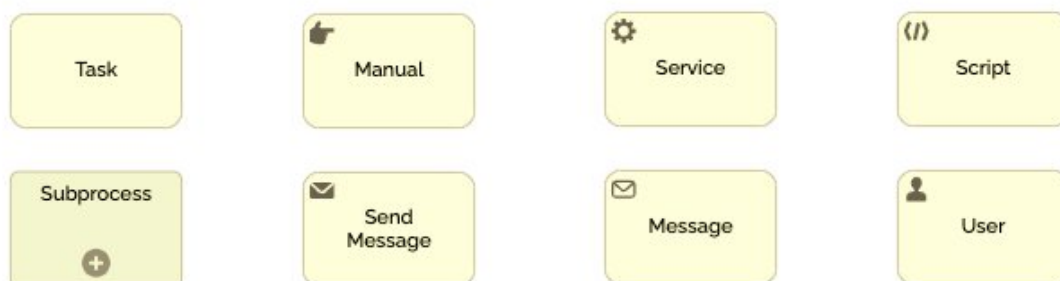 Task
Manual
Service
Script
Subprocess
Send
Message
Message
User